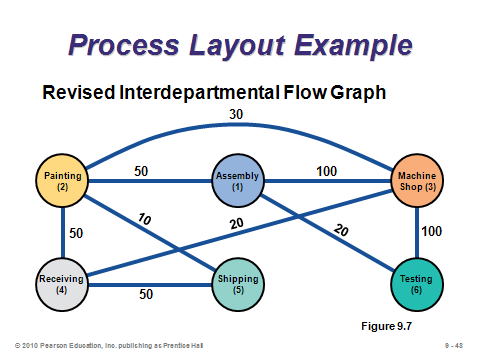 Process Layout Example
Revised Interdepartmental Flow Graph
30
Painting
(2)
50
Assembly
(1)
100
Machine
Shop (3)
50
10
20
20
100
Receiving
(4)
50
Shipping
(5)
Testing
(6)
Figure 9.7
© 2010 Pearson Education, Inc. publishing as Prentice Hall
9 - 48